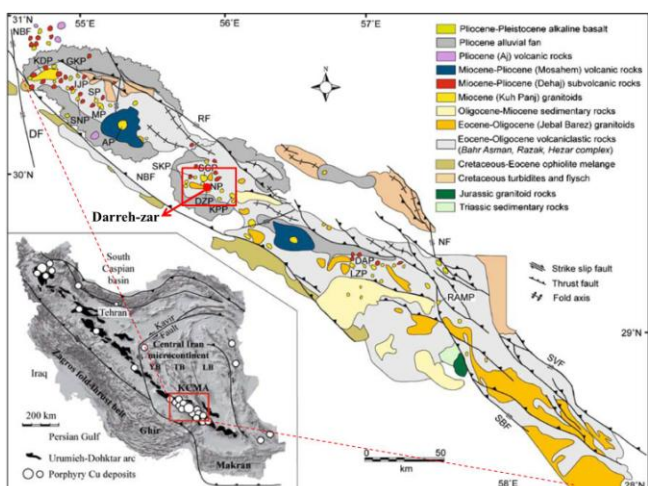 31°N
55°E
56°E
57°E
NBF
KDP
GKP
IJP
SP
MP
SNP
DF
AP
RF
30°N
SKP
NBF
SCP
NP
DZP
KPP
Darreh-zar
DAP
LZP
NF
RAMP
29°N
SVF
SBF
58°E
28°N
Pliocene-Pleistocene alkaline basalt
Pliocene alluvial fan
Pliocene (Aj) volcanic rocks
Miocene-Pliocene (Mosahem) volcanic rocks
Miocene-Pliocene (Dehaj) subvolcanic rocks
Miocene (Kuh Panj) granitoids
Oligocene-Miocene sedimentary rocks
Eocene-Oligocene (Jebal Barez) granitoids
Eocene-Oligocene volcaniclastic rocks
(Bahr Asman, Razak, Hezar complex)
Cretaceous-Eocene ophiolite melange
Cretaceous turbidites and flysch
Jurassic granitoid rocks
Triassic sedimentary rocks
Strike slip fault
Thrust fault
Fold axis
0 50
km
South
Caspian
basin
Tehran
Kavir
Fault
Central Iran
microcontinent
YB TB LB
KCMA
Iraq
Zagros fold-thrust belt
200 km
Persian Gulf
Ghir
Makran
Urumieh-Dohktar arc
Porphyry Cu deposits